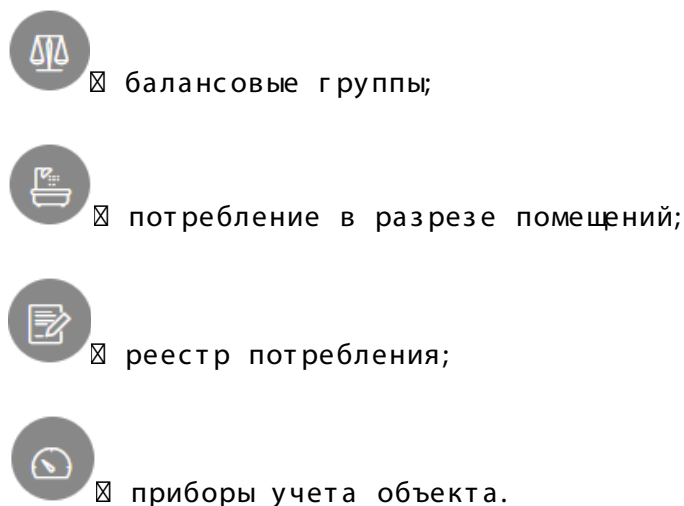 балансовые группы;
потребление в разрезе помещений;
реестр потребления;
приборы учета объекта.